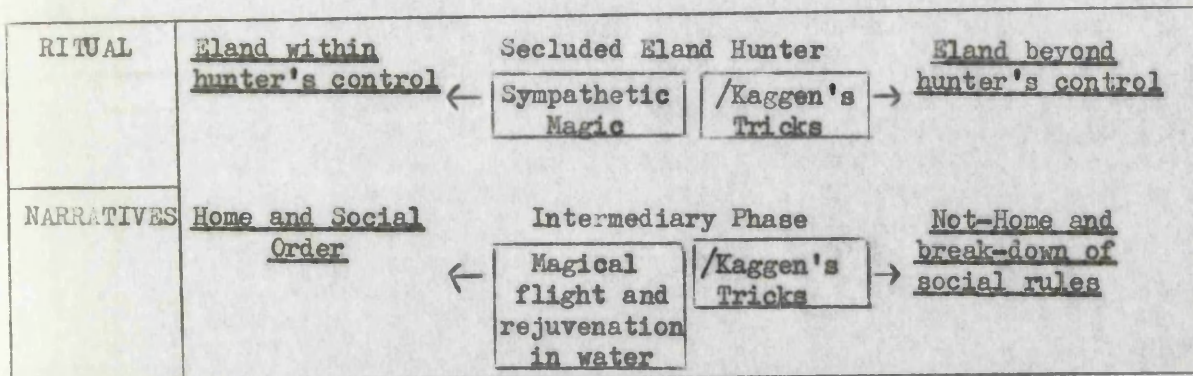 RITUAL Eland within Secluded Eland Hunter Eland beyond
hunter's control hunter's control
← Sympathetic /Kaggen's →
Magic Tricks
NARRATIVES Home and Social Intermediary Phase Not-Home and
Order break-down of
← Magical /Kaggen's → social rules
flight and Tricks
rejuvenation
in water